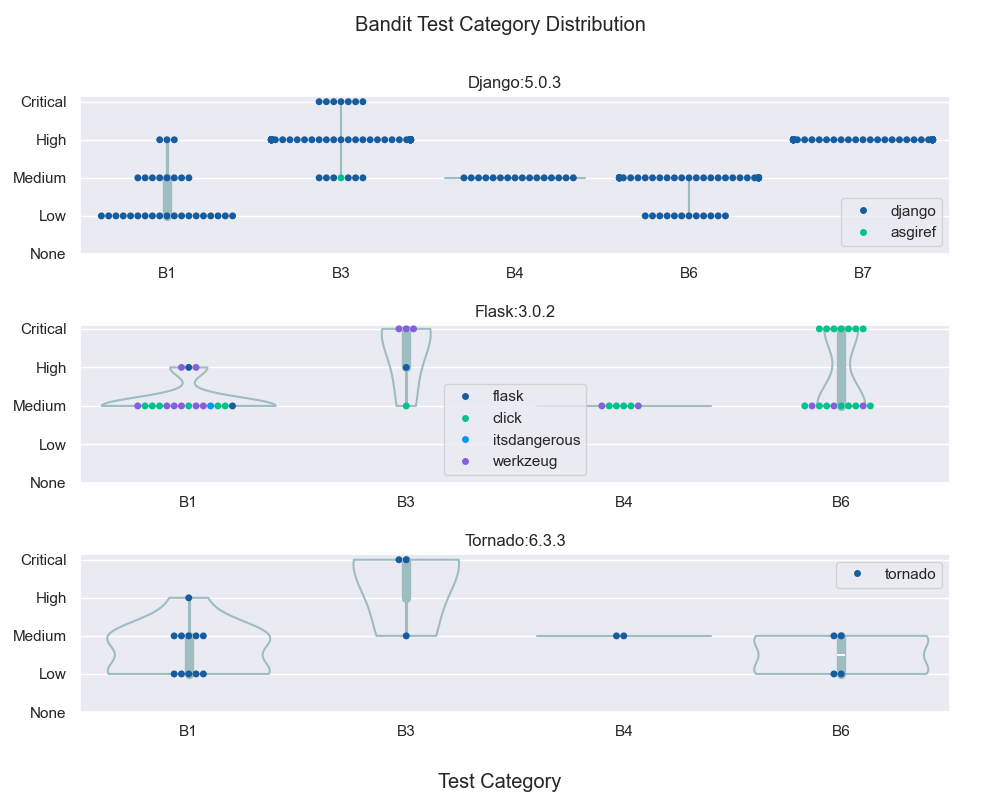 Bandit Test Category Distribution
Django:5.0.3
Critical
High
Medium
Low
None
django
asgiref
B1
B3
B4
B6
B7
Flask:3.0.2
Critical
High
Medium
Low
None
flask
click
itsdangerous
werkzeug
B1
B3
B4
B6
Tornado:6.3.3
Critical
High
Medium
Low
None
tornado
B1
B3
B4
B6
Test Category